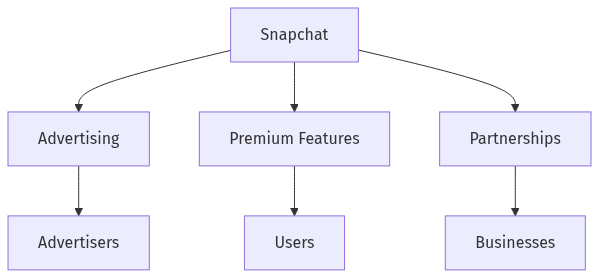 Snapchat
Advertising
Premium Features
Partnerships
Advertisers
Users
Businesses